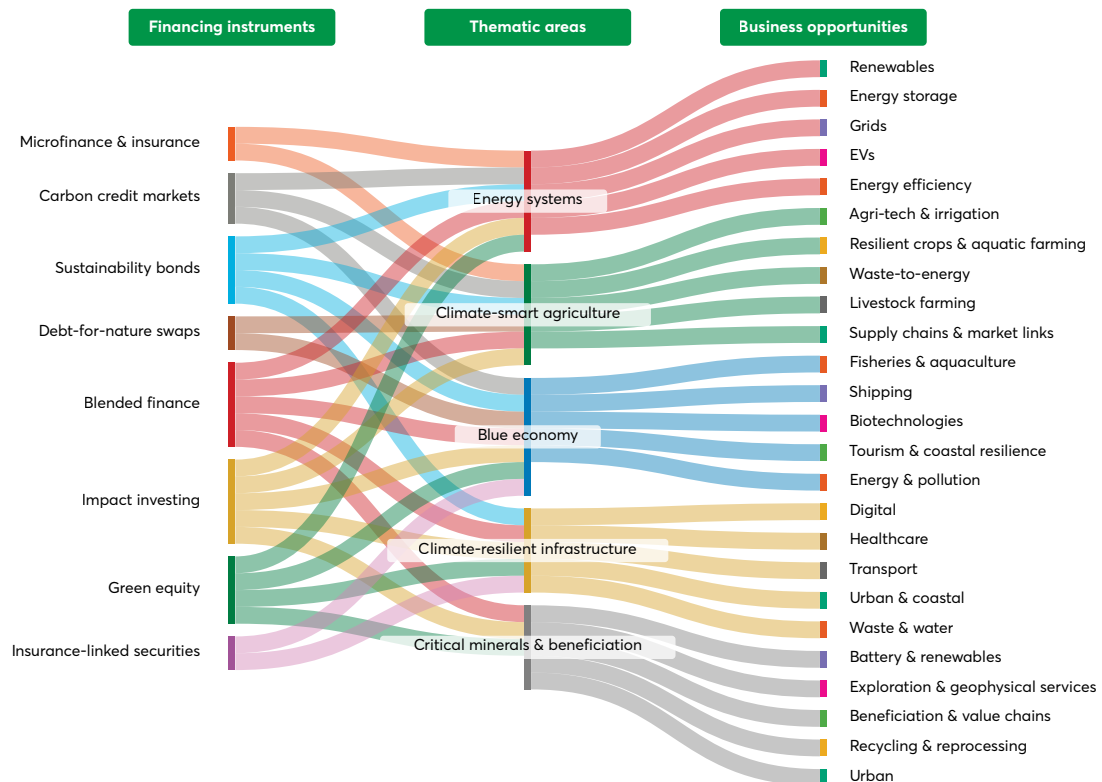 Financing instruments
Thematic areas
Business opportunities
Microfinance & insurance
Carbon credit markets
Sustainability bonds
Debt-for-nature swaps
Blended finance
Impact investing
Green equity
Insurance-linked securities
Energy systems
Climate-smart agriculture
Blue economy
Climate-resilient infrastructure
Critical minerals & beneficiation
Renewables
Energy storage
Grids
EVs
Energy efficiency
Agri-tech & irrigation
Resilient crops & aquatic farming
Waste-to-energy
Livestock farming
Supply chains & market links
Fisheries & aquaculture
Shipping
Biotechnologies
Tourism & coastal resilience
Energy & pollution
Digital
Healthcare
Transport
Urban & coastal
Waste & water
Battery & renewables
Exploration & geophysical services
Beneficiation & value chains
Recycling & reprocessing
Urban